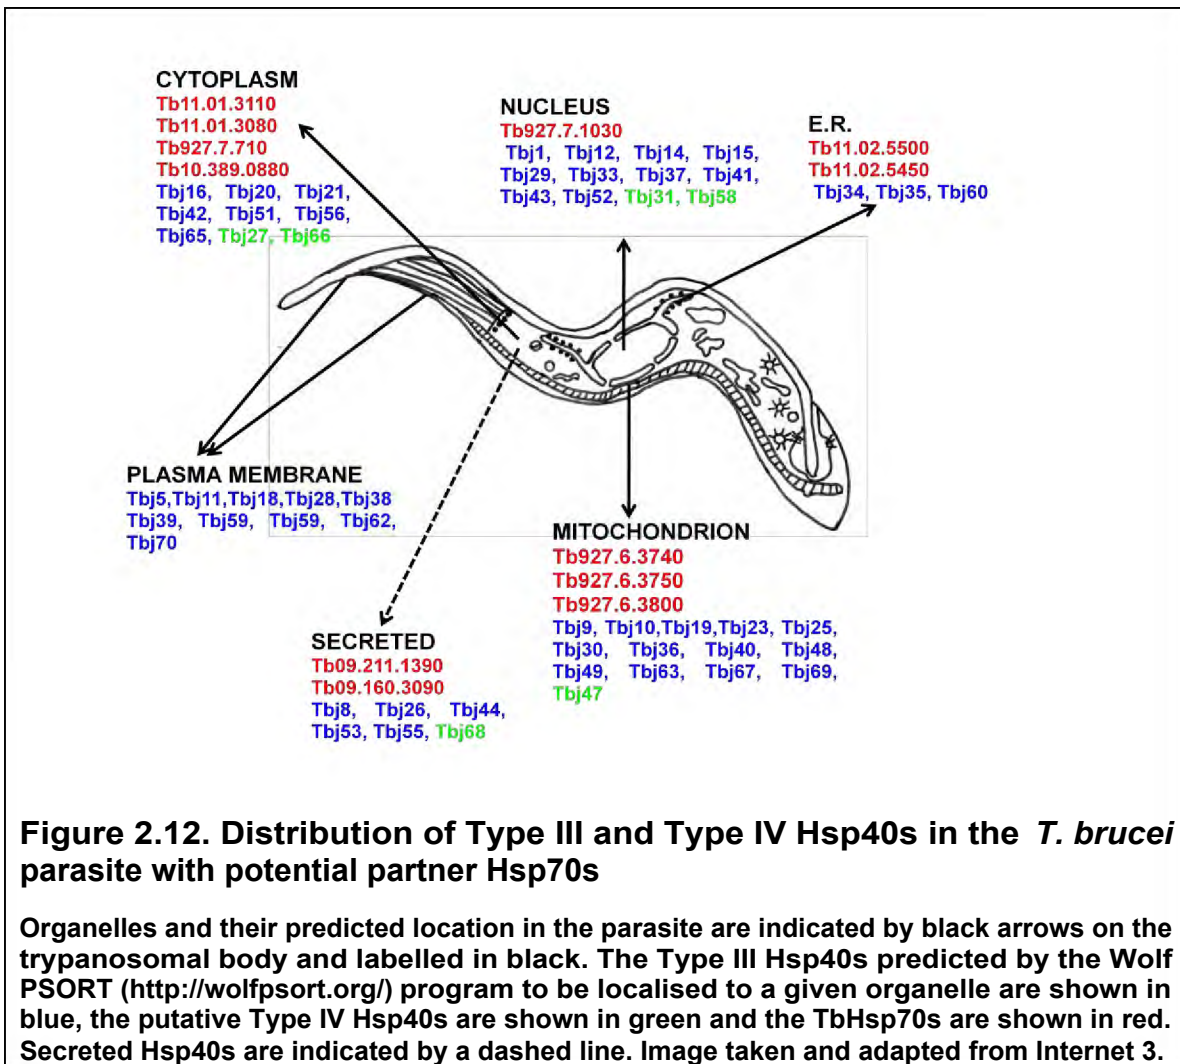 CYTOPLASM
Tb11.01.3110
Tb11.01.3080
Tb927.7.710
Tb10.389.0880
Tbj16, Tbj20, Tbj21,
Tbj42, Tbj51, Tbj56,
Tbj65, Tbj27, Tbj66
NUCLEUS
Tb927.7.1030
Tbj1, Tbj12, Tbj14, Tbj15,
Tbj29, Tbj33, Tbj37, Tbj41,
Tbj43, Tbj52, Tbj31, Tbj58
E.R.
Tb11.02.5500
Tb11.02.5450
Tbj34, Tbj35, Tbj60
PLASMA MEMBRANE
Tbj5,Tbj11,Tbj18,Tbj28,Tbj38
Tbj39, Tbj59, Tbj59, Tbj62,
Tbj70
MITOCHONDRION
Tb927.6.3740
Tb927.6.3750
Tb927.6.3800
Tbj9, Tbj10,Tbj19,Tbj23, Tbj25,
Tbj30, Tbj36, Tbj40, Tbj48,
Tbj49, Tbj63, Tbj67, Tbj69,
Tbj47
SECRETED
Tb09.211.1390
Tb09.160.3090
Tbj8, Tbj26, Tbj44,
Tbj53, Tbj55, Tbj68
Figure 2.12. Distribution of Type III and Type IV Hsp40s in the T. brucei
parasite with potential partner Hsp70s
Organelles and their predicted location in the parasite are indicated by black arrows on the
trypanosomal body and labelled in black. The Type III Hsp40s predicted by the Wolf
PSORT (http://wolfpsort.org/) program to be localised to a given organelle are shown in
blue, the putative Type IV Hsp40s are shown in green and the TbHsp70s are shown in red.
Secreted Hsp40s are indicated by a dashed line. Image taken and adapted from Internet 3.